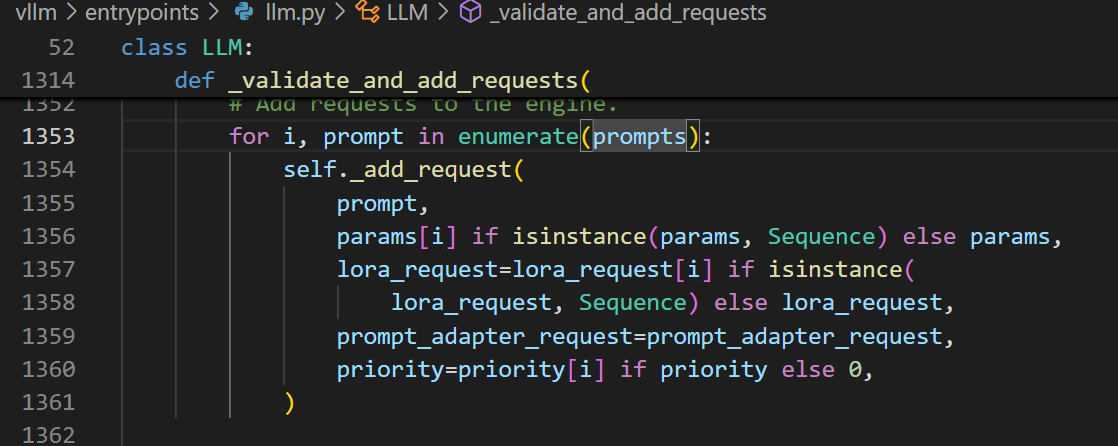 vllm > entrypoints > llm.py > LLM > _validate_and_add_requests
52 class LLM:
1314 def _validate_and_add_requests(
1352 # Add requests to the engine.
1353 for i, prompt in enumerate(prompts):
1354 self._add_request(
1355 prompt,
1356 params[i] if isinstance(params, Sequence) else params,
1357 lora_request=lora_request[i] if isinstance(
1358 lora_request, Sequence) else lora_request,
1359 prompt_adapter_request=prompt_adapter_request,
1360 priority=priority[i] if priority else 0,
1361 )
1362